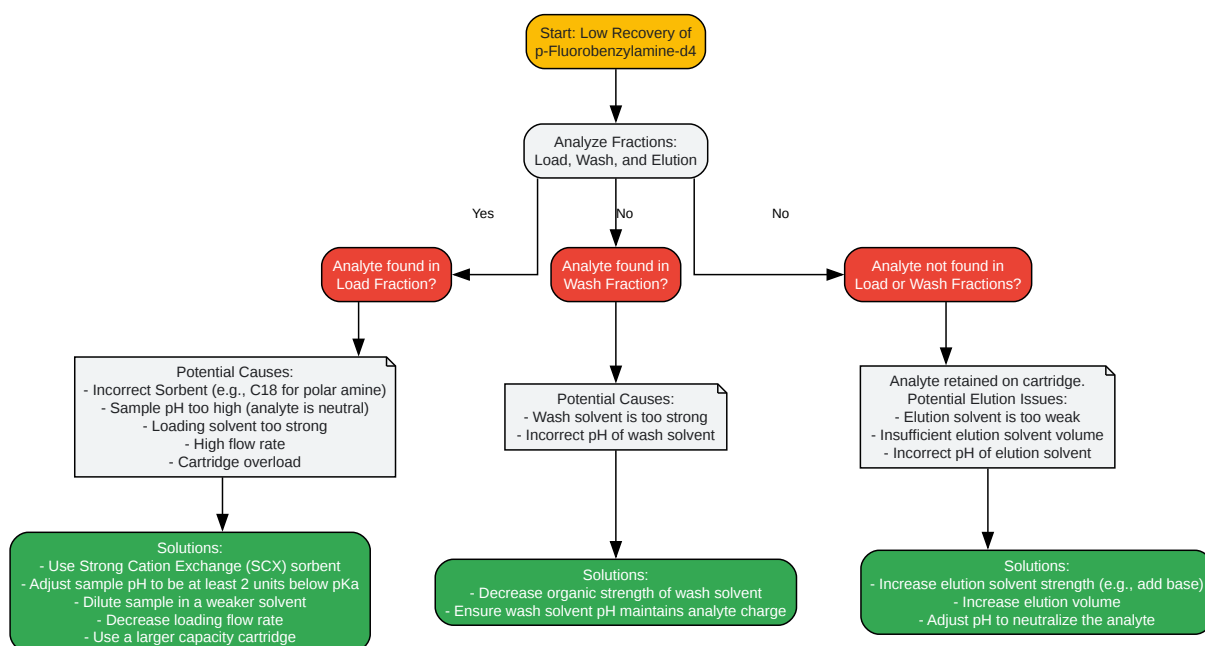 Start: Low Recovery of
p-Fluorobenzylamine-d4
Analyze Fractions:
Load, Wash, and Elution
Yes
No
No
Analyte found in
Load Fraction?
Analyte found in
Wash Fraction?
Analyte not found in
Load or Wash Fractions?
Potential Causes:
- Incorrect Sorbent (e.g., C18 for polar amine)
- Sample pH too high (analyte is neutral)
- Loading solvent too strong
- High flow rate
- Cartridge overload
Potential Causes:
- Wash solvent is too strong
- Incorrect pH of wash solvent
Analyte retained on cartridge.
Potential Elution Issues:
- Elution solvent is too weak
- Insufficient elution solvent volume
- Incorrect pH of elution solvent
Solutions:
- Use Strong Cation Exchange (SCX) sorbent
- Adjust sample pH to be at least 2 units below pKa
- Dilute sample in a weaker solvent
- Decrease loading flow rate
- Use a larger capacity cartridge
Solutions:
- Decrease organic strength of wash solvent
- Ensure wash solvent pH maintains analyte charge
Solutions:
- Increase elution solvent strength (e.g., add base)
- Increase elution volume
- Adjust pH to neutralize the analyte